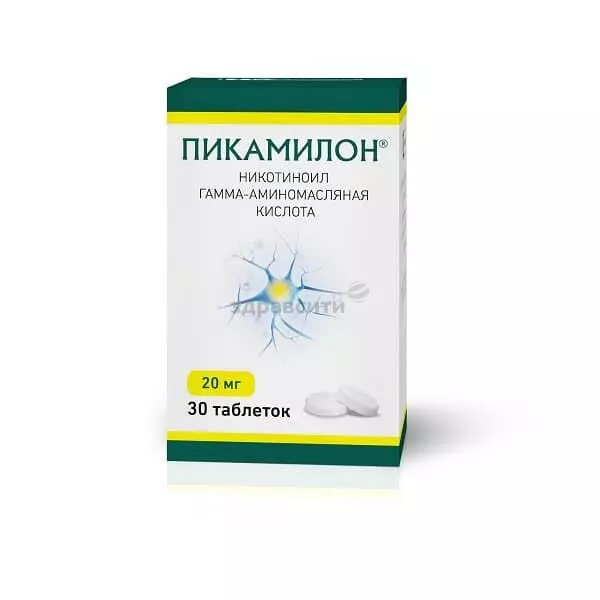 ПИКАМИЛОН®
НИКОТИНОИЛ
ГАММА-АМИНОМАСЛЯНАЯ
КИСЛОТА
здравсити
20 мг
30 таблеток